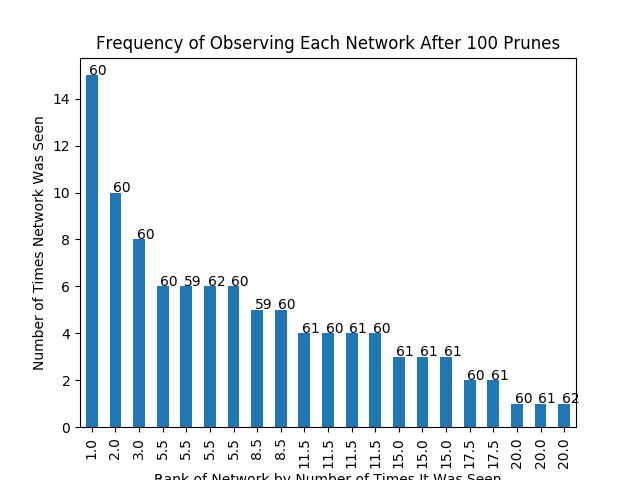 Frequency of Observing Each Network After 100 Prunes
Number of Times Network Was Seen
14
12
10
8
6
4
2
0
60 60 60 60 59 62 60 59 60 61 60 61 60 61 61 61 60 61 60 61 62
1.0 2.0 3.0 5.5 5.5 5.5 5.5 8.5 8.5 11.5 11.5 11.5 11.5 15.0 15.0 15.0 17.5 17.5 20.0 20.0 20.0
Rank of Network by Number of Times It Was Seen